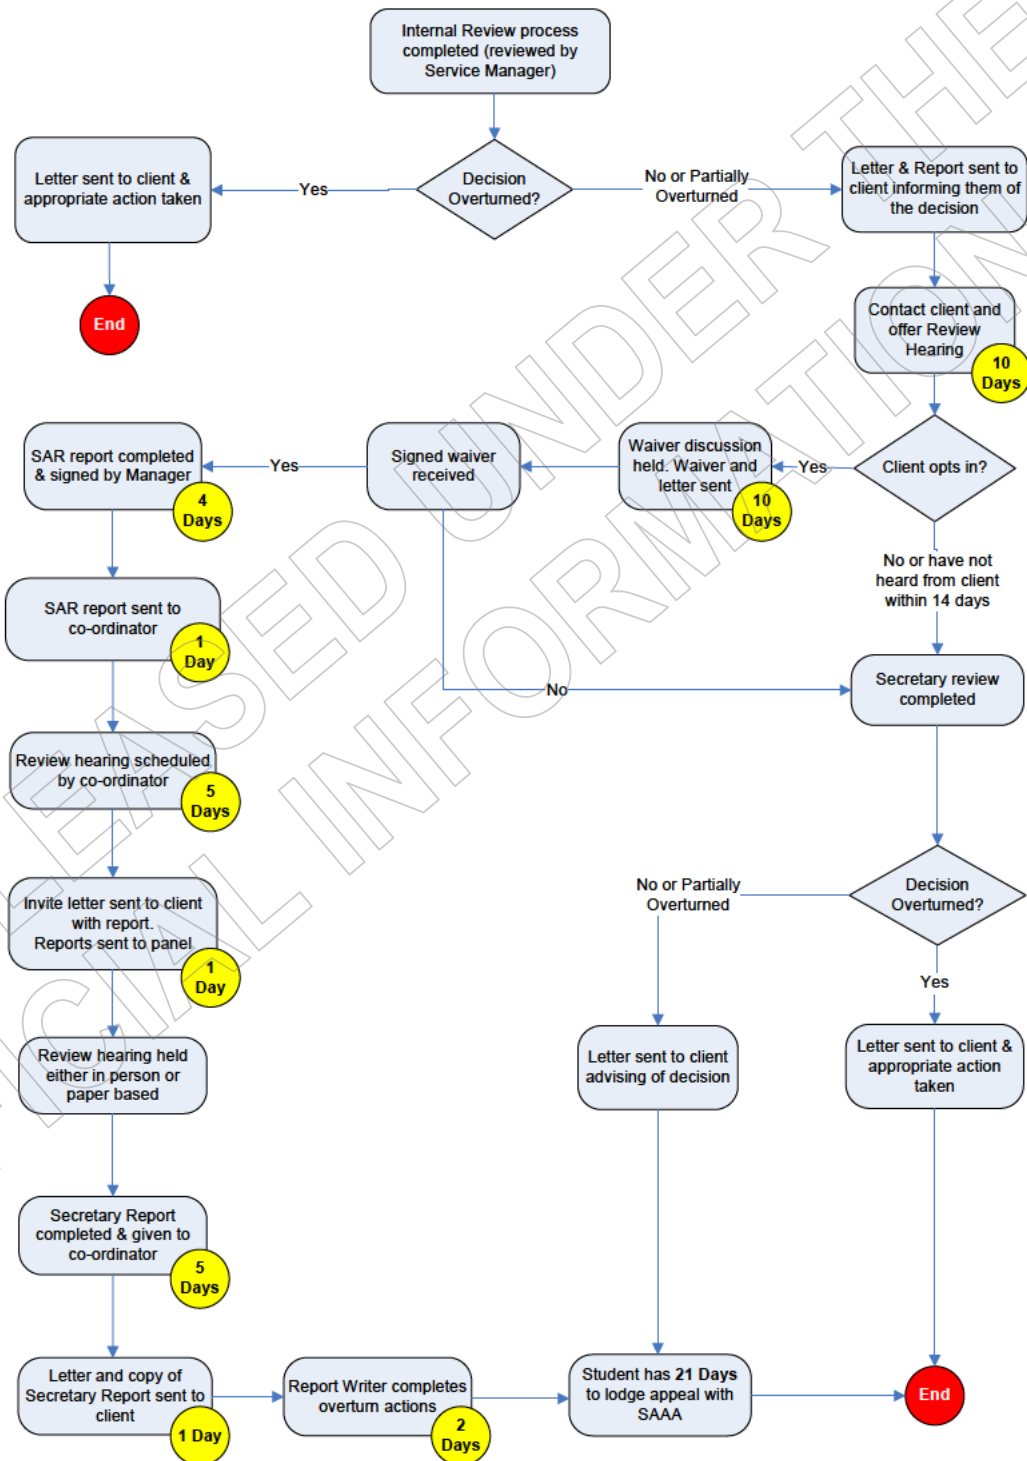 Internal Review process
completed (reviewed by
Service Manager)
Letter sent to client &
appropriate action taken
Yes
Decision
Overturned?
No or Partially
Overturned
Letter & Report sent to
client informing them of
the decision
End
Contact client and
offer Review
Hearing
10
Days
SAR report completed
& signed by Manager
4
Days
Yes
Signed waiver
received
Waiver discussion
held. Waiver and
letter sent
10
Days
Yes
Client opts in?
No or have not
heard from client
within 14 days
SAR report sent to
co-ordinator
1
Day
No
Secretary review
completed
Review hearing scheduled
by co-ordinator
5
Days
Invite letter sent to client
with report.
Reports sent to panel
1
Day
No or Partially
Overturned
Decision
Overturned?
Yes
Review hearing held
either in person or
paper based
Letter sent to client
advising of decision
Letter sent to client &
appropriate action
taken
Secretary Report
completed & given to
co-ordinator
5
Days
Letter and copy of
Secretary Report sent to
client
1 Day
Report Writer completes
overturn actions
2
Days
Student has 21 Days
to lodge appeal with
SAAA
End
RELEASED UNDER THE
OFFICIAL INFORMATION